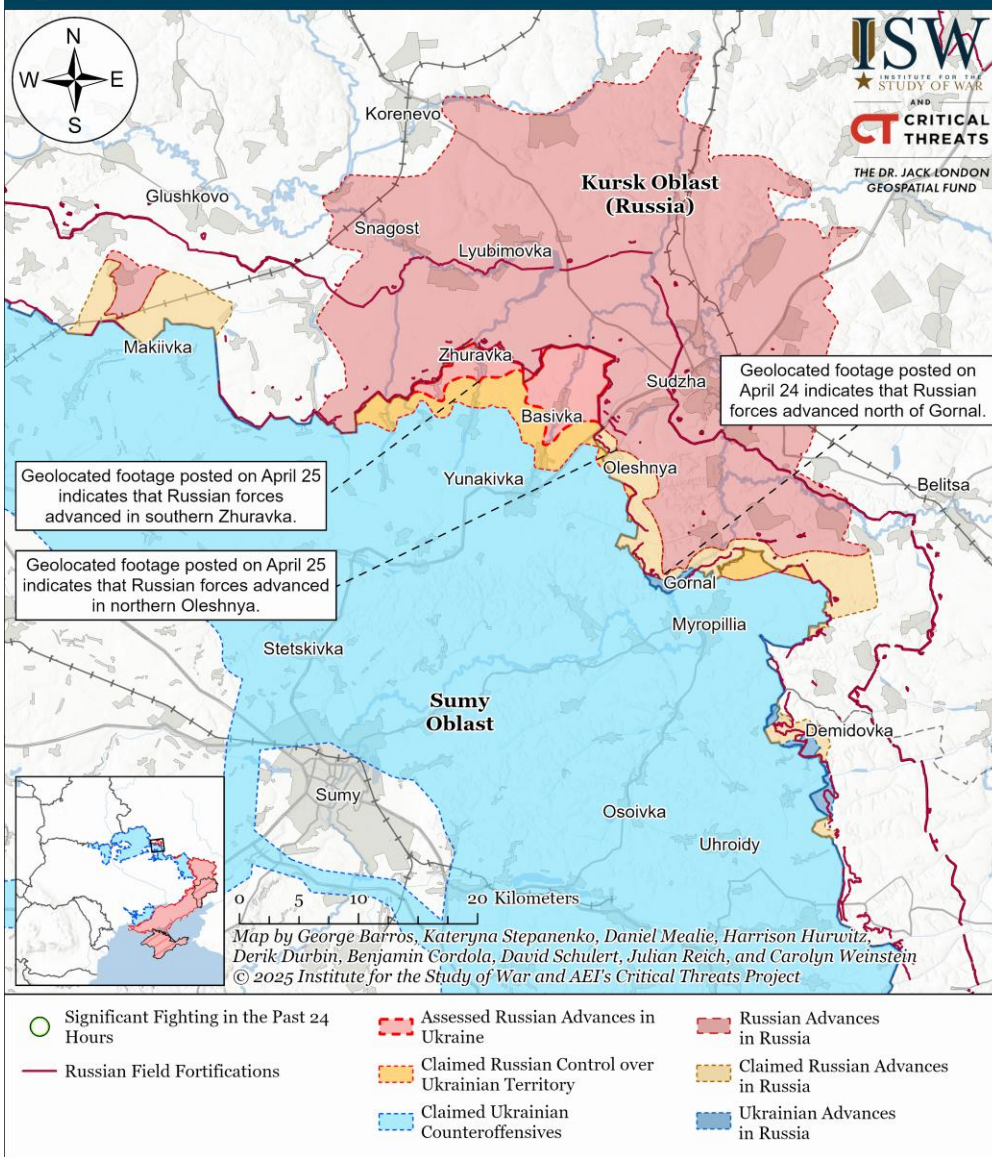 N
W E
S
ISW
INSTITUTE FOR THE
STUDY OF WAR
AND
CT CRITICAL
THREATS
THE DR. JACK LONDON
GEOSPATIAL FUND
Korenevo
Kursk Oblast
(Russia)
Glushkovo
Snagost
Lyubimovka
Makiivka
Zhuravka
Sudzha
Geolocated footage posted on
April 24 indicates that Russian
forces advanced north of Gornal.
Basivka
Oleshnya
Yunakivka
Belitsa
Geolocated footage posted on April 25
indicates that Russian forces
advanced in southern Zhuravka.
Geolocated footage posted on April 25
indicates that Russian forces advanced
in northern Oleshnya.
Gornal
Myropillia
Stetskivka
Sumy
Oblast
Demidovka
Sumy
Osoivka
Uhroidy
0 5 10 20 Kilometers
Map by George Barros, Kateryna Stepanenko, Daniel Mealie, Harrison Hurwitz,
Derik Durbin, Benjamin Cordola, David Schulert, Julian Reich, and Carolyn Weinstein
© 2025 Institute for the Study of War and AEI's Critical Threats Project
Significant Fighting in the Past 24
Hours
Russian Field Fortifications
Assessed Russian Advances in
Ukraine
Claimed Russian Control over
Ukrainian Territory
Claimed Ukrainian
Counteroffensives
Russian Advances
in Russia
Claimed Russian Advances
in Russia
Ukrainian Advances
in Russia